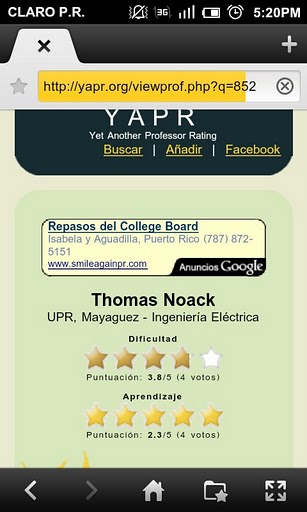 CLARO P.R.
3G
5:20PM
http://yapr.org/viewprof.php?q=852
YAPR
Yet Another Professor Rating
Buscar | Añadir | Facebook
Repasos del College Board
Isabela y Aguadilla, Puerto Rico (787) 872-
5151
www.smileagainpr.com
Anuncios Google
Thomas Noack
UPR, Mayaguez - Ingeniería Eléctrica
Dificultad
Puntuación: 3.8/5 (4 votos)
Aprendizaje
Puntuación: 2.3/5 (4 votos)